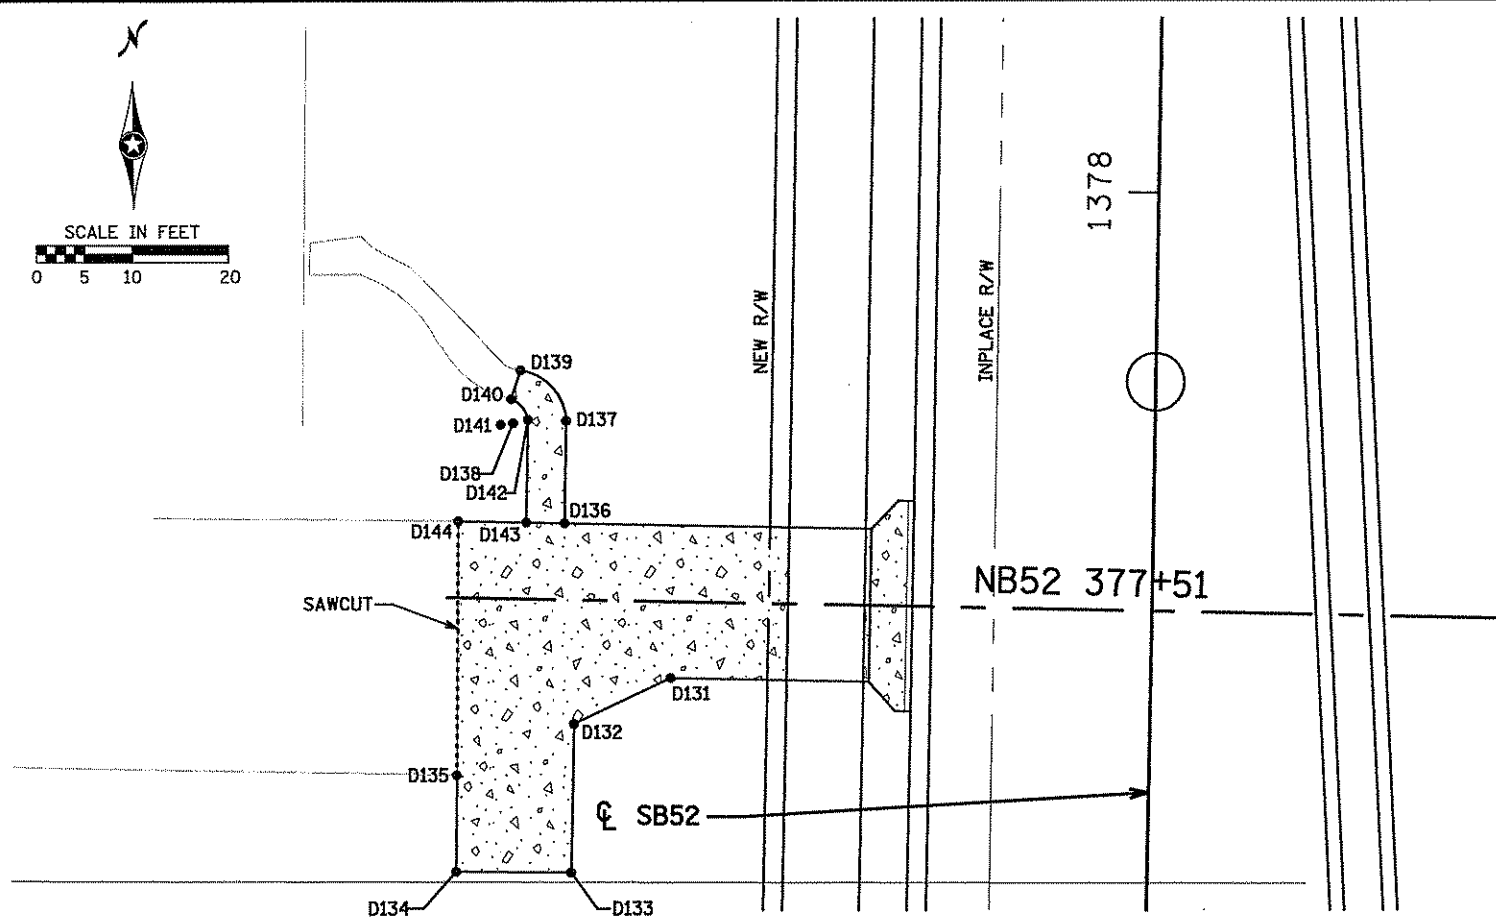 N
SCALE IN FEET
0 5 10 20
1378
NEW R/W
INPLACE R/W
D139
D140
D141
D137
D138
D142
D136
D144
D143
NB52 377+51
SAWCUT
D131
D132
D135
℄ SB52
D134
D133